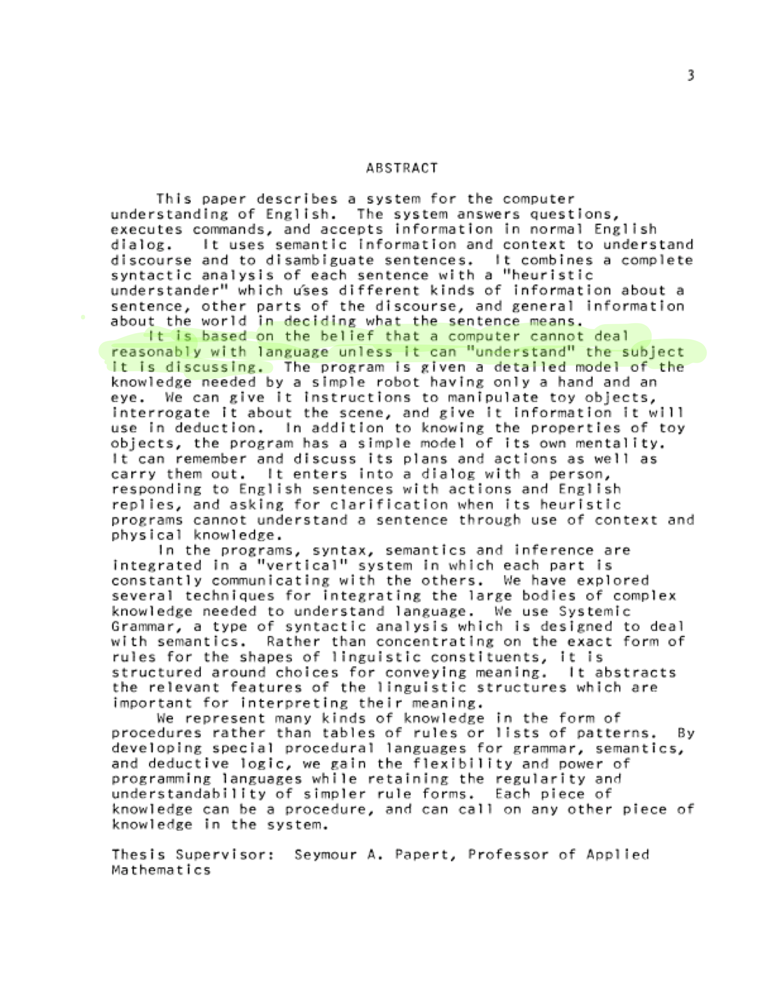 3
ABSTRACT
This paper describes a system for the computer
understanding of English. The system answers questions,
executes commands, and accepts information in normal English
dialog. It uses semantic information and context to understand
discourse and to disambiguate sentences. It combines a complete
syntactic analysis of each sentence with a "heuristic
understander" which uses different kinds of information about a
sentence, other parts of the discourse, and general information
about the world in deciding what the sentence means.
It is based on the belief that a computer cannot deal
reasonably with language unless it can "understand" the subject
it is discussing. The program is given a detailed model of the
knowledge needed by a simple robot having only a hand and an
eye. We can give it instructions to manipulate toy objects,
interrogate it about the scene, and give it information it will
use in deduction. In addition to knowing the properties of toy
objects, the program has a simple model of its own mentality.
It can remember and discuss its plans and actions as well as
carry them out. It enters into a dialog with a person,
responding to English sentences with actions and English
replies, and asking for clarification when its heuristic
programs cannot understand a sentence through use of context and
physical knowledge.
In the programs, syntax, semantics and inference are
integrated in a "vertical" system in which each part is
constantly communicating with the others. We have explored
several techniques for integrating the large bodies of complex
knowledge needed to understand language. We use Systemic
Grammar, a type of syntactic analysis which is designed to deal
with semantics. Rather than concentrating on the exact form of
rules for the shapes of linguistic constituents, it is
structured around choices for conveying meaning. It abstracts
the relevant features of the linguistic structures which are
important for interpreting their meaning.
We represent many kinds of knowledge in the form of
procedures rather than tables of rules or lists of patterns. By
developing special procedural languages for grammar, semantics,
and deductive logic, we gain the flexibility and power of
programming languages while retaining the regularity and
understandability of simpler rule forms. Each piece of
knowledge can be a procedure, and can call on any other piece of
knowledge in the system.
Thesis Supervisor: Seymour A. Papert, Professor of Applied
Mathematics